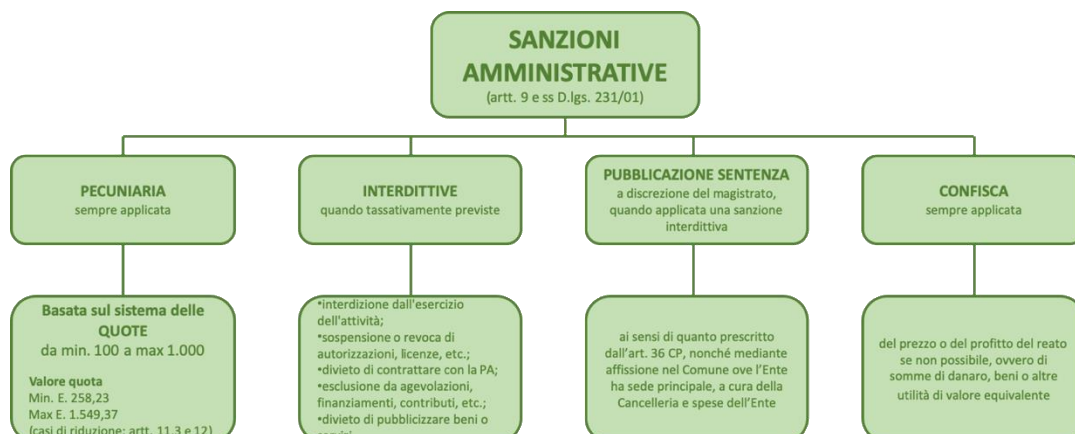 SANZIONI
AMMINISTRATIVE
(artt. 9 e ss D.lgs. 231/01)
PECUNIARIA
sempre applicata
INTERDITTIVE
quando tassativamente previste
PUBBLICAZIONE SENTENZA
a discrezione del magistrato,
quando applicata una sanzione
interdittiva
CONFISCA
sempre applicata
Basata sul sistema delle
QUOTE
da min. 100 a max 1.000
Valore quota
Min. E. 258,23
Max E. 1.549,37
(casi di riduzione: artt. 11,3 e 12)
•interdizione dall'esercizio
dell'attività;
•sospensione o revoca di
autorizzazioni, licenze, etc.;
•divieto di contrattare con la PA;
•esclusione da agevolazioni,
finanziamenti, contributi, etc.;
•divieto di pubblicizzare beni o
ai sensi di quanto prescritto
dall'art. 36 CP, nonché mediante
affissione nel Comune ove l'Ente
ha sede principale, a cura della
Cancelleria e spese dell'Ente
del prezzo o del profitto del reato
se non possibile, ovvero di
somme di danaro, beni o altre
utilità di valore equivalente